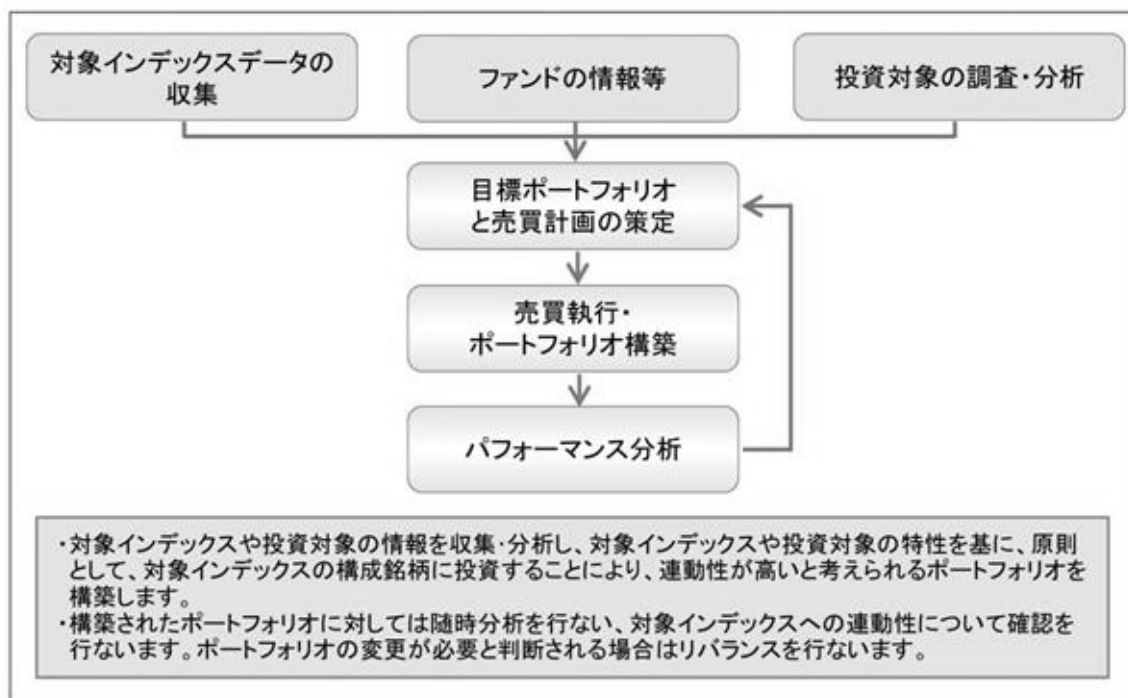 対象インデックスデータの
収集
ファンドの情報等
投資対象の調査・分析
目標ポートフォリオ
と売買計画の策定
売買執行・
ポートフォリオ構築
パフォーマンス分析
・対象インデックスや投資対象の情報を収集・分析し、対象インデックスや投資対象の特性を基に、原則
として、対象インデックスの構成銘柄に投資することにより、連動性が高いと考えられるポートフォリオを
構築します。
・構築されたポートフォリオに対しては随時分析を行ない、対象インデックスへの連動性について確認を
行ないます。ポートフォリオの変更が必要と判断される場合はリバランスを行ないます。